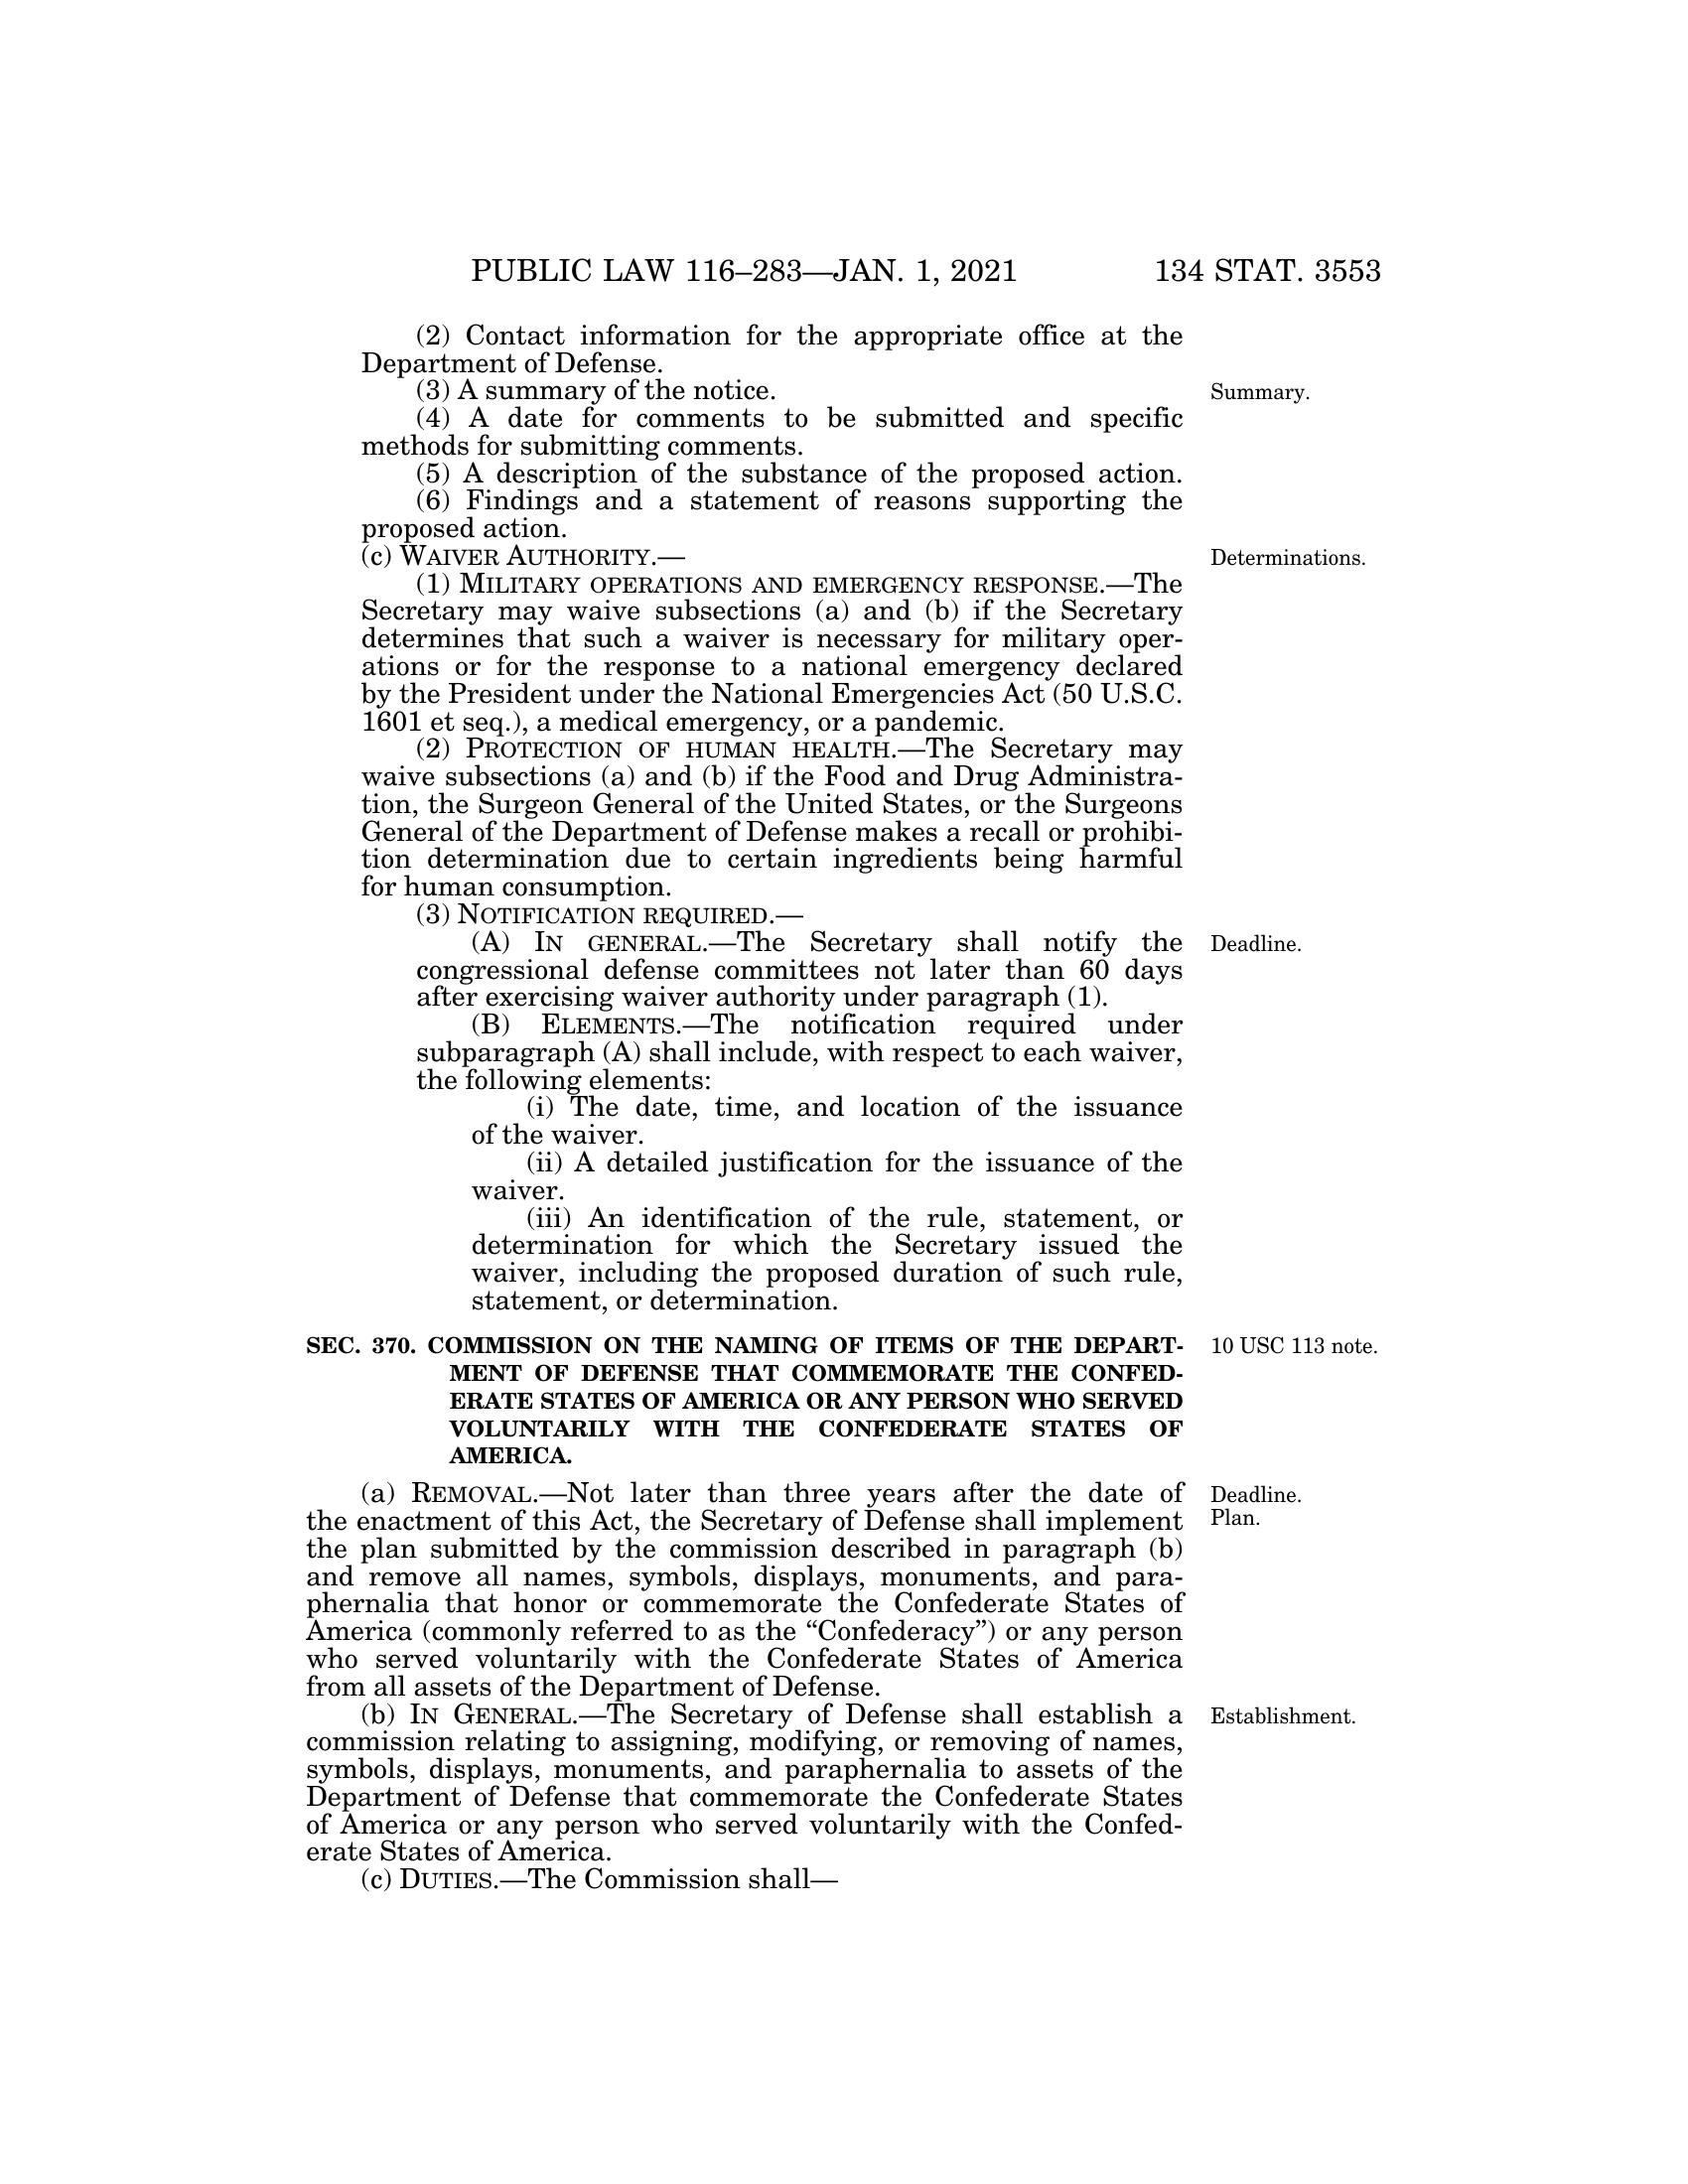 PUBLIC LAW 116–283—JAN. 1, 2021 134 STAT. 3553
(2) Contact information for the appropriate office at the
Department of Defense.
(3) A summary of the notice.
Summary.
(4) A date for comments to be submitted and specific
methods for submitting comments.
(5) A description of the substance of the proposed action.
(6) Findings and a statement of reasons supporting the
proposed action.
(c) WAIVER AUTHORITY.—
Determinations.
(1) MILITARY OPERATIONS AND EMERGENCY RESPONSE.—The
Secretary may waive subsections (a) and (b) if the Secretary
determines that such a waiver is necessary for military oper-
ations or for the response to a national emergency declared
by the President under the National Emergencies Act (50 U.S.C.
1601 et seq.), a medical emergency, or a pandemic.
(2) PROTECTION OF HUMAN HEALTH.—The Secretary may
waive subsections (a) and (b) if the Food and Drug Administra-
tion, the Surgeon General of the United States, or the Surgeons
General of the Department of Defense makes a recall or prohibi-
tion determination due to certain ingredients being harmful
for human consumption.
(3) NOTIFICATION REQUIRED.—
(A) IN GENERAL.—The Secretary shall notify the
Deadline.
congressional defense committees not later than 60 days
after exercising waiver authority under paragraph (1).
(B) ELEMENTS.—The notification required under
subparagraph (A) shall include, with respect to each waiver,
the following elements:
(i) The date, time, and location of the issuance
of the waiver.
(ii) A detailed justification for the issuance of the
waiver.
(iii) An identification of the rule, statement, or
determination for which the Secretary issued the
waiver, including the proposed duration of such rule,
statement, or determination.
SEC. 370. COMMISSION ON THE NAMING OF ITEMS OF THE DEPART-
10 USC 113 note.
MENT OF DEFENSE THAT COMMEMORATE THE CONFED-
ERATE STATES OF AMERICA OR ANY PERSON WHO SERVED
VOLUNTARILY WITH THE CONFEDERATE STATES OF
AMERICA.
(a) REMOVAL.—Not later than three years after the date of
Deadline.
the enactment of this Act, the Secretary of Defense shall implement
Plan.
the plan submitted by the commission described in paragraph (b)
and remove all names, symbols, displays, monuments, and para-
phernalia that honor or commemorate the Confederate States of
America (commonly referred to as the “Confederacy”) or any person
who served voluntarily with the Confederate States of America
from all assets of the Department of Defense.
(b) IN GENERAL.—The Secretary of Defense shall establish a
Establishment.
commission relating to assigning, modifying, or removing of names,
symbols, displays, monuments, and paraphernalia to assets of the
Department of Defense that commemorate the Confederate States
of America or any person who served voluntarily with the Confed-
erate States of America.
(c) DUTIES.—The Commission shall—